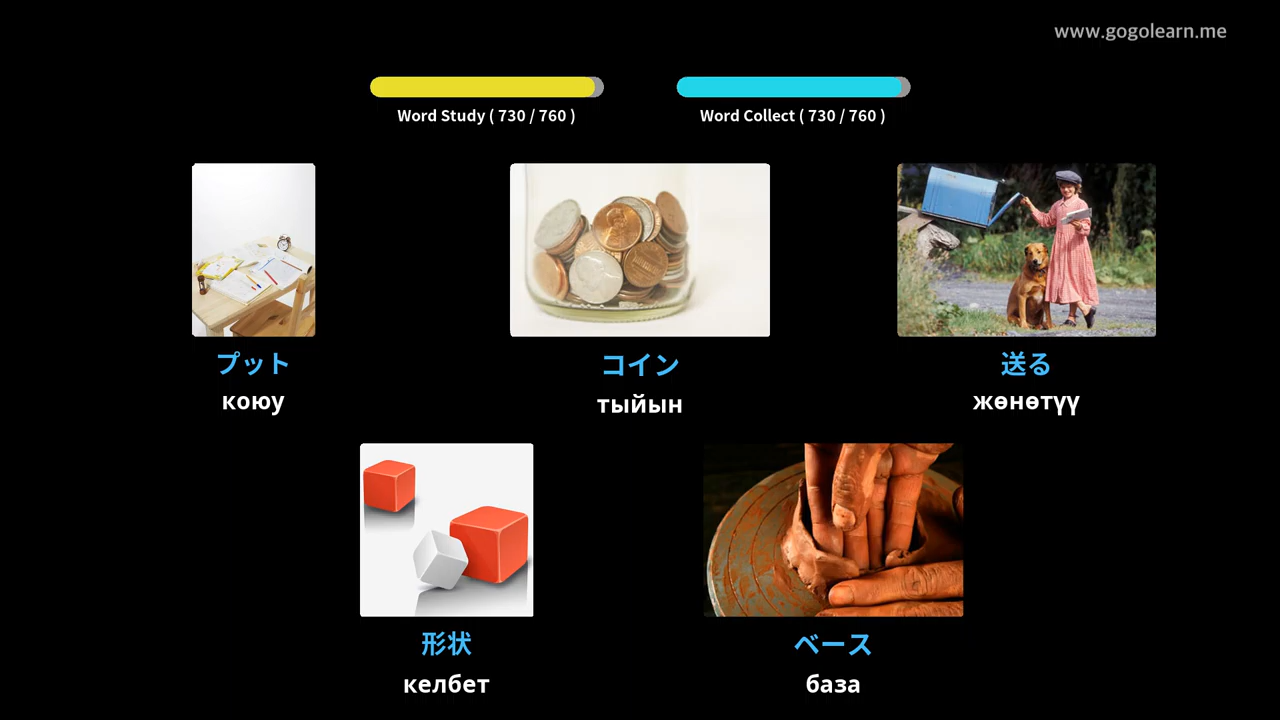 www.gogolearn.me
Word Study ( 730 / 760 )
Word Collect ( 730 / 760 )
プット
коюу
コイン
тыйын
送る
жөнөтүү
形状
келбет
ベース
база